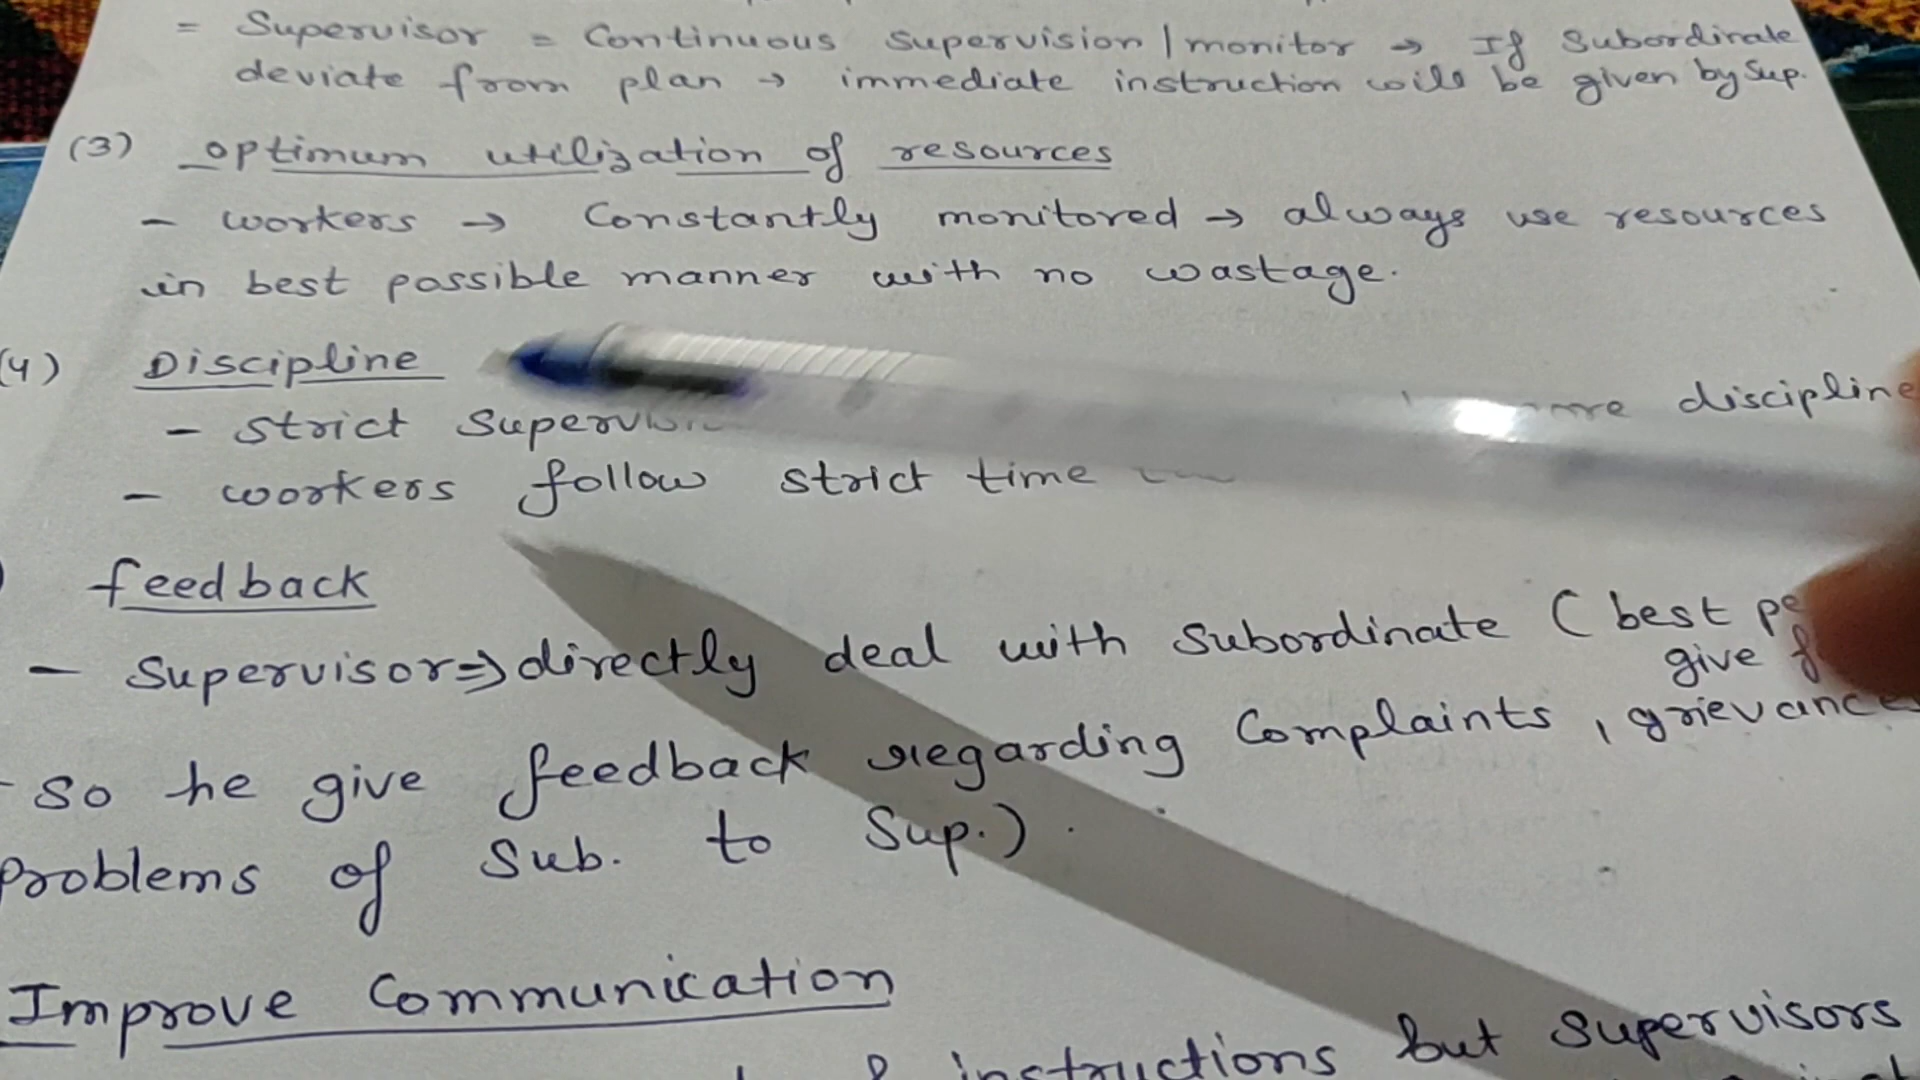 = Supervisor = Continuous supervision / monitor → If Subordinate
deviate from plan → immediate instruction will be given by Sup.
(3) optimum utilization of resources
- workers → Constantly monitored → always use resources
in best possible manner with no wastage.
(4) Discipline
- strict discipline
- workers follow strict time
feedback
- Supervisor ⇒ directly deal with Subordinate ( best
give
- So he give feedback regarding Complaints , grievances
Problems of Sub. to Sup.) .
Improve Communication
instructions but Supervisors